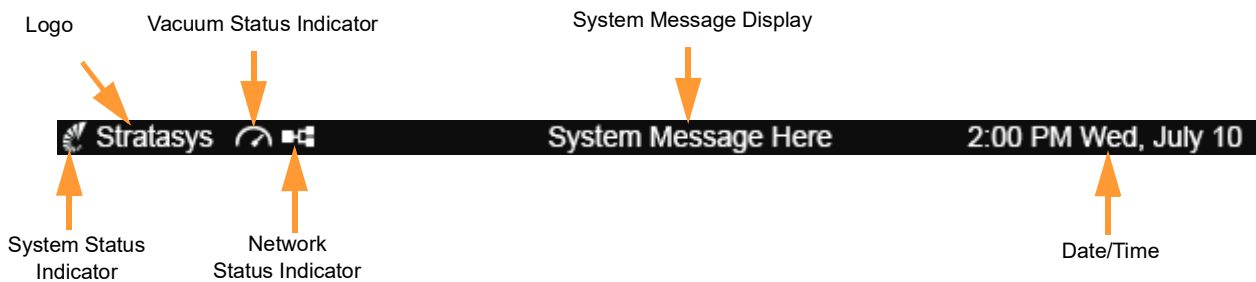 Logo
Vacuum Status Indicator
System Message Display
Stratasys
System Message Here
2:00 PM Wed, July 10
System Status
Indicator
Network
Status Indicator
Date/Time